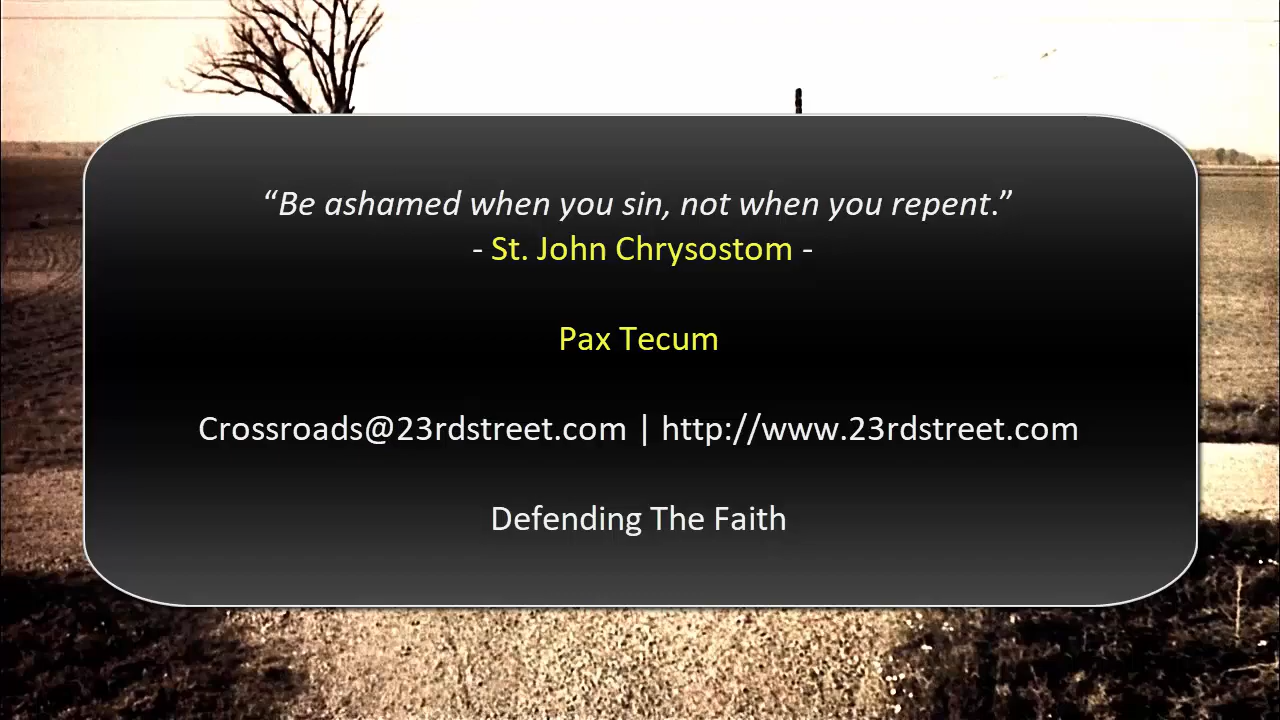 “Be ashamed when you sin, not when you repent.”
- St. John Chrysostom -
Pax Tecum
Crossroads@23rdstreet.com | http://www.23rdstreet.com
Defending The Faith